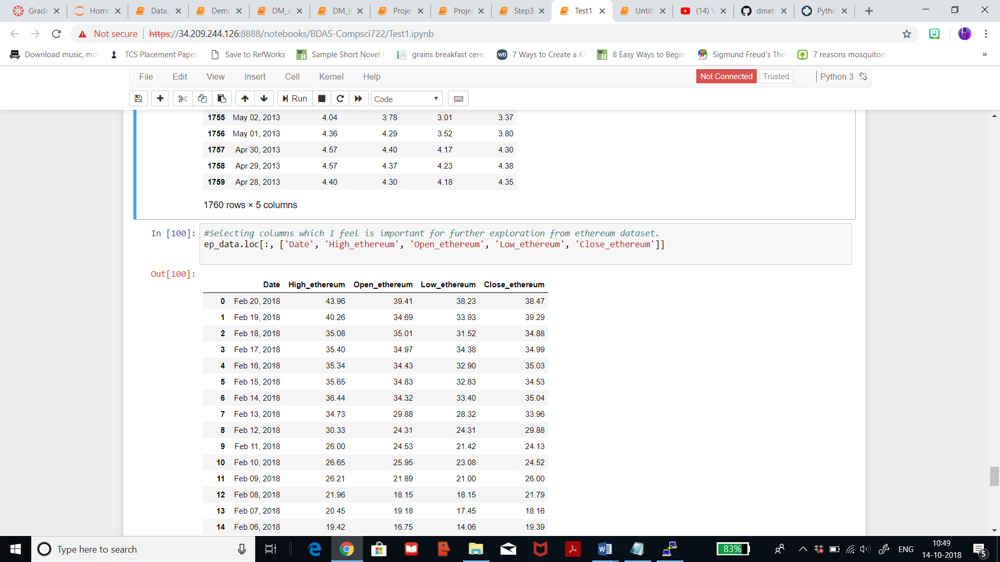 Grade Home Data_ Demo DM_e DM_li Projec Projec Step3 Test1 Untitl (14) V dmeh Pytho
Not secure https://34.209.244.126:8888/notebooks/BDAS-Compsci722/Test1.ipynb
Download music, mo TCS Placement Paper Save to RefWorks Sample Short Novel grains breakfast cere 7 Ways to Create a Ki 8 Easy Ways to Begin Sigmund Freud's The 7 reasons mosquitoes »
File Edit View Insert Cell Kernel Help Not Connected Trusted Python 3
Run Code
1755 May 02, 2013 4.04 3.78 3.01 3.37
1756 May 01, 2013 4.36 4.29 3.52 3.80
1757 Apr 30, 2013 4.57 4.40 4.17 4.30
1758 Apr 29, 2013 4.57 4.37 4.23 4.38
1759 Apr 28, 2013 4.40 4.30 4.18 4.35
1760 rows × 5 columns
In [100]: #Selecting columns which I feel is important for further exploration from ethereum dataset.
ep_data.loc[:, ['Date', 'High_ethereum', 'Open_ethereum', 'Low_ethereum', 'Close_ethereum']]
Out[100]:
Date High_ethereum Open_ethereum Low_ethereum Close_ethereum
0 Feb 20, 2018 43.96 39.41 38.23 38.47
1 Feb 19, 2018 40.26 34.69 33.93 39.29
2 Feb 18, 2018 35.08 35.01 31.52 34.88
3 Feb 17, 2018 35.40 34.97 34.38 34.99
4 Feb 16, 2018 35.34 34.43 32.90 35.03
5 Feb 15, 2018 35.65 34.83 32.83 34.53
6 Feb 14, 2018 36.44 34.32 33.40 35.04
7 Feb 13, 2018 34.73 29.88 28.32 33.96
8 Feb 12, 2018 30.33 24.31 24.31 29.88
9 Feb 11, 2018 26.00 24.53 21.42 24.13
10 Feb 10, 2018 26.65 25.95 23.08 24.52
11 Feb 09, 2018 26.21 21.89 21.00 26.00
12 Feb 08, 2018 21.96 18.15 18.15 21.79
13 Feb 07, 2018 20.45 19.18 17.45 18.16
14 Feb 06, 2018 19.42 16.75 14.06 19.39
Type here to search 83% ENG 10:49
14-10-2018 5